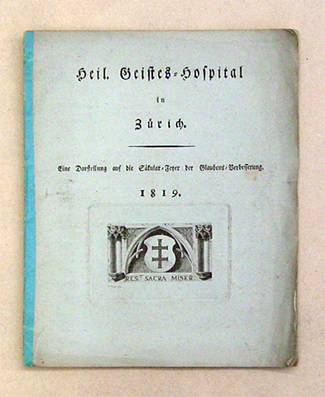 Heil. Geistes-Hospital
in
Zürich.
Eine Darstellung auf die Säkular-Feyer der Glaubens-Verbesserung.
1819.
RES. SACRA MISER